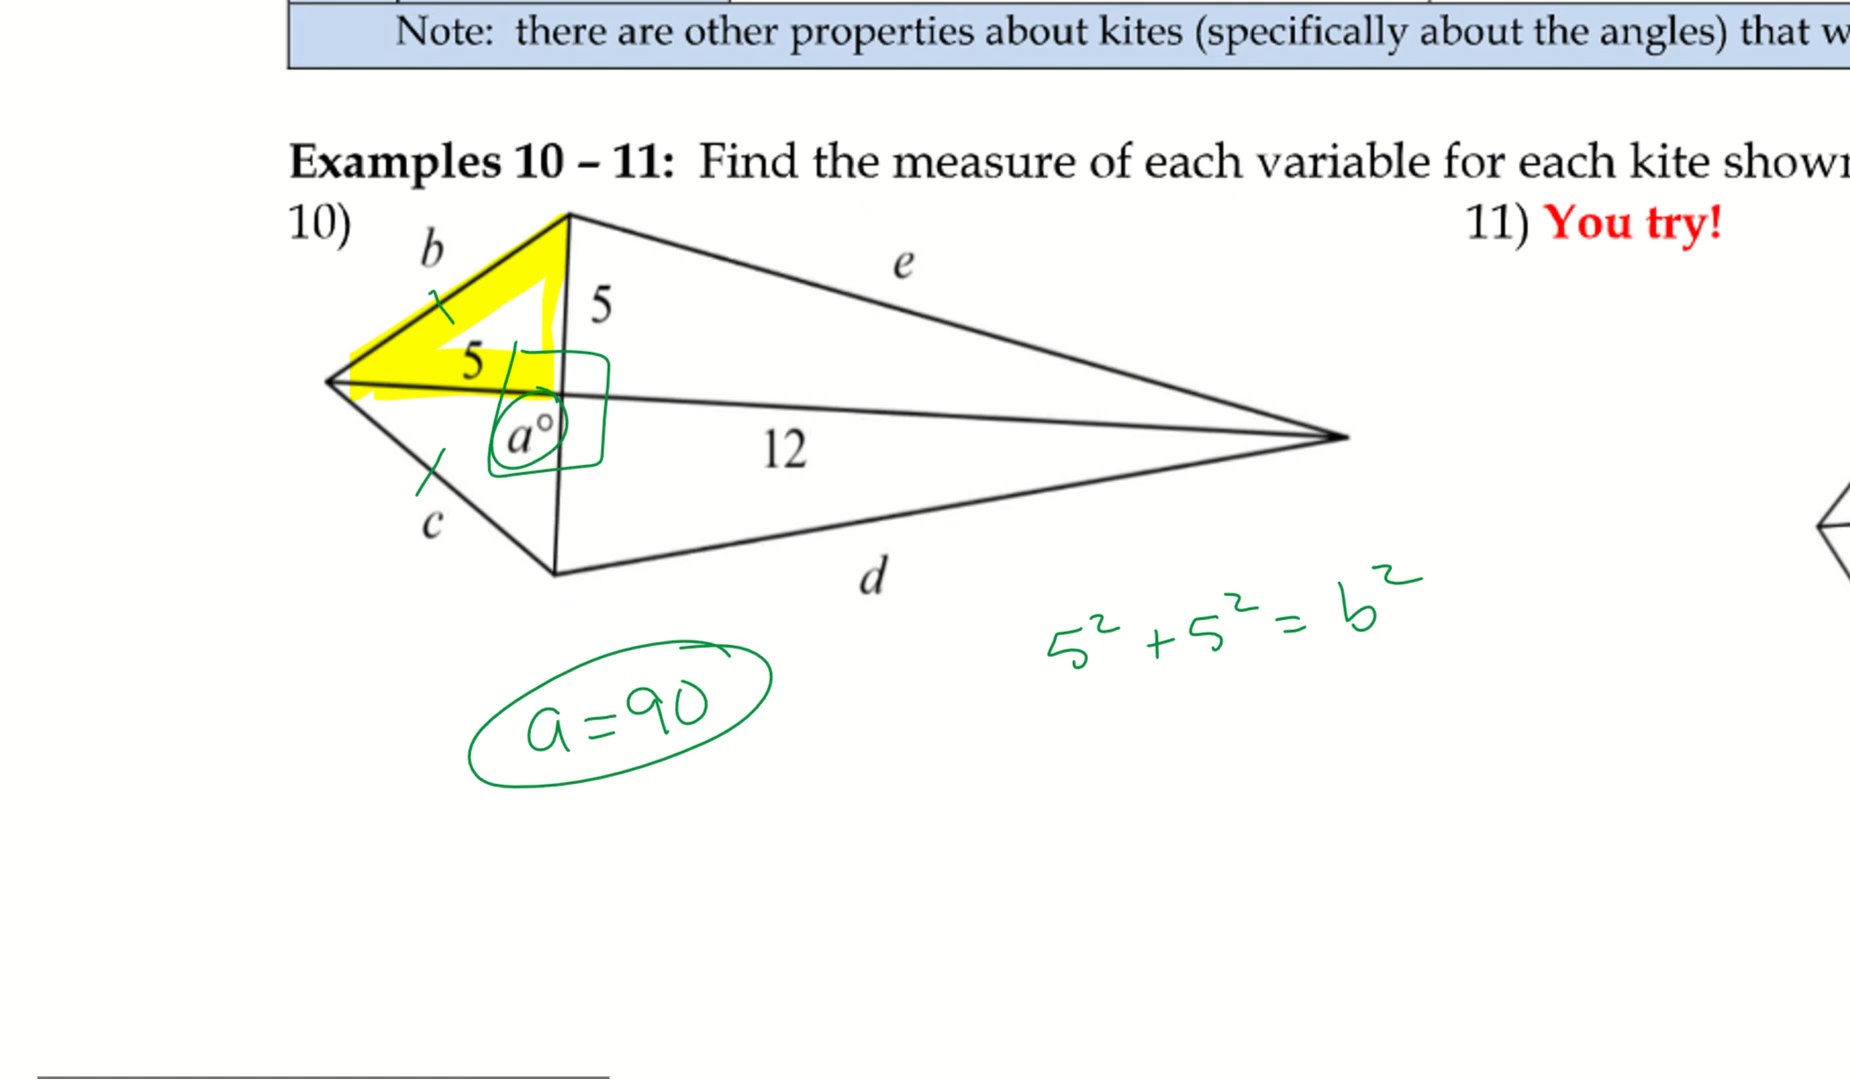 Note: there are other properties about kites (specifically about the angles) that w
Examples 10 – 11: Find the measure of each variable for each kite shown
10)
11) You try!
b
e
5
5
a°
12
c
d
5² + 5² = b²
a = 90